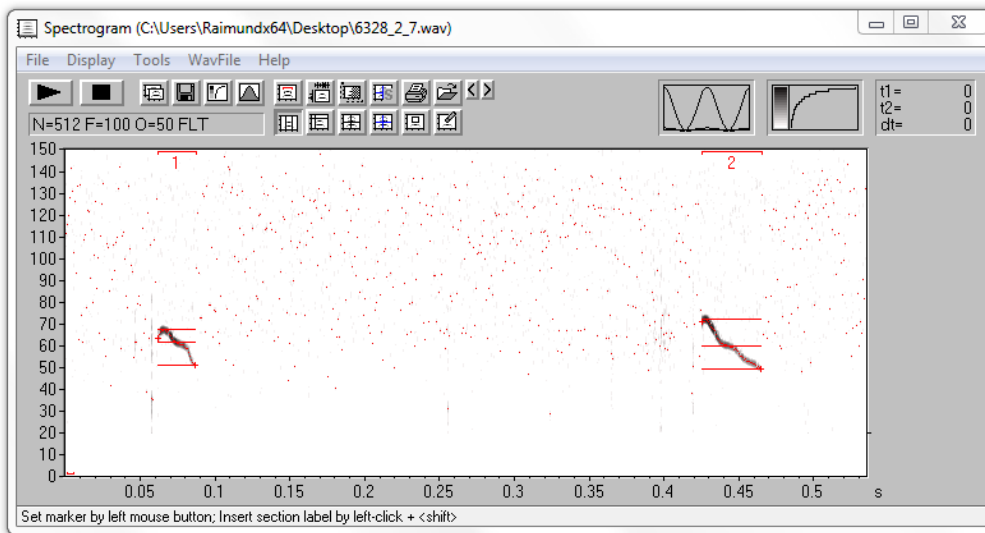 Spectrogram (C:\Users\Raimundx64\Desktop\6328_2_7.wav)
File Display Tools WavFile Help
t1= 0
t2= 0
dt= 0
N=512 F=100 O=50 FLT
150
140
130
120
110
100
90
80
70
60
50
40
30
20
10
0
1
2
0.05 0.1 0.15 0.2 0.25 0.3 0.35 0.4 0.45 0.5 s
Set marker by left mouse button; Insert section label by left-click + <shift>